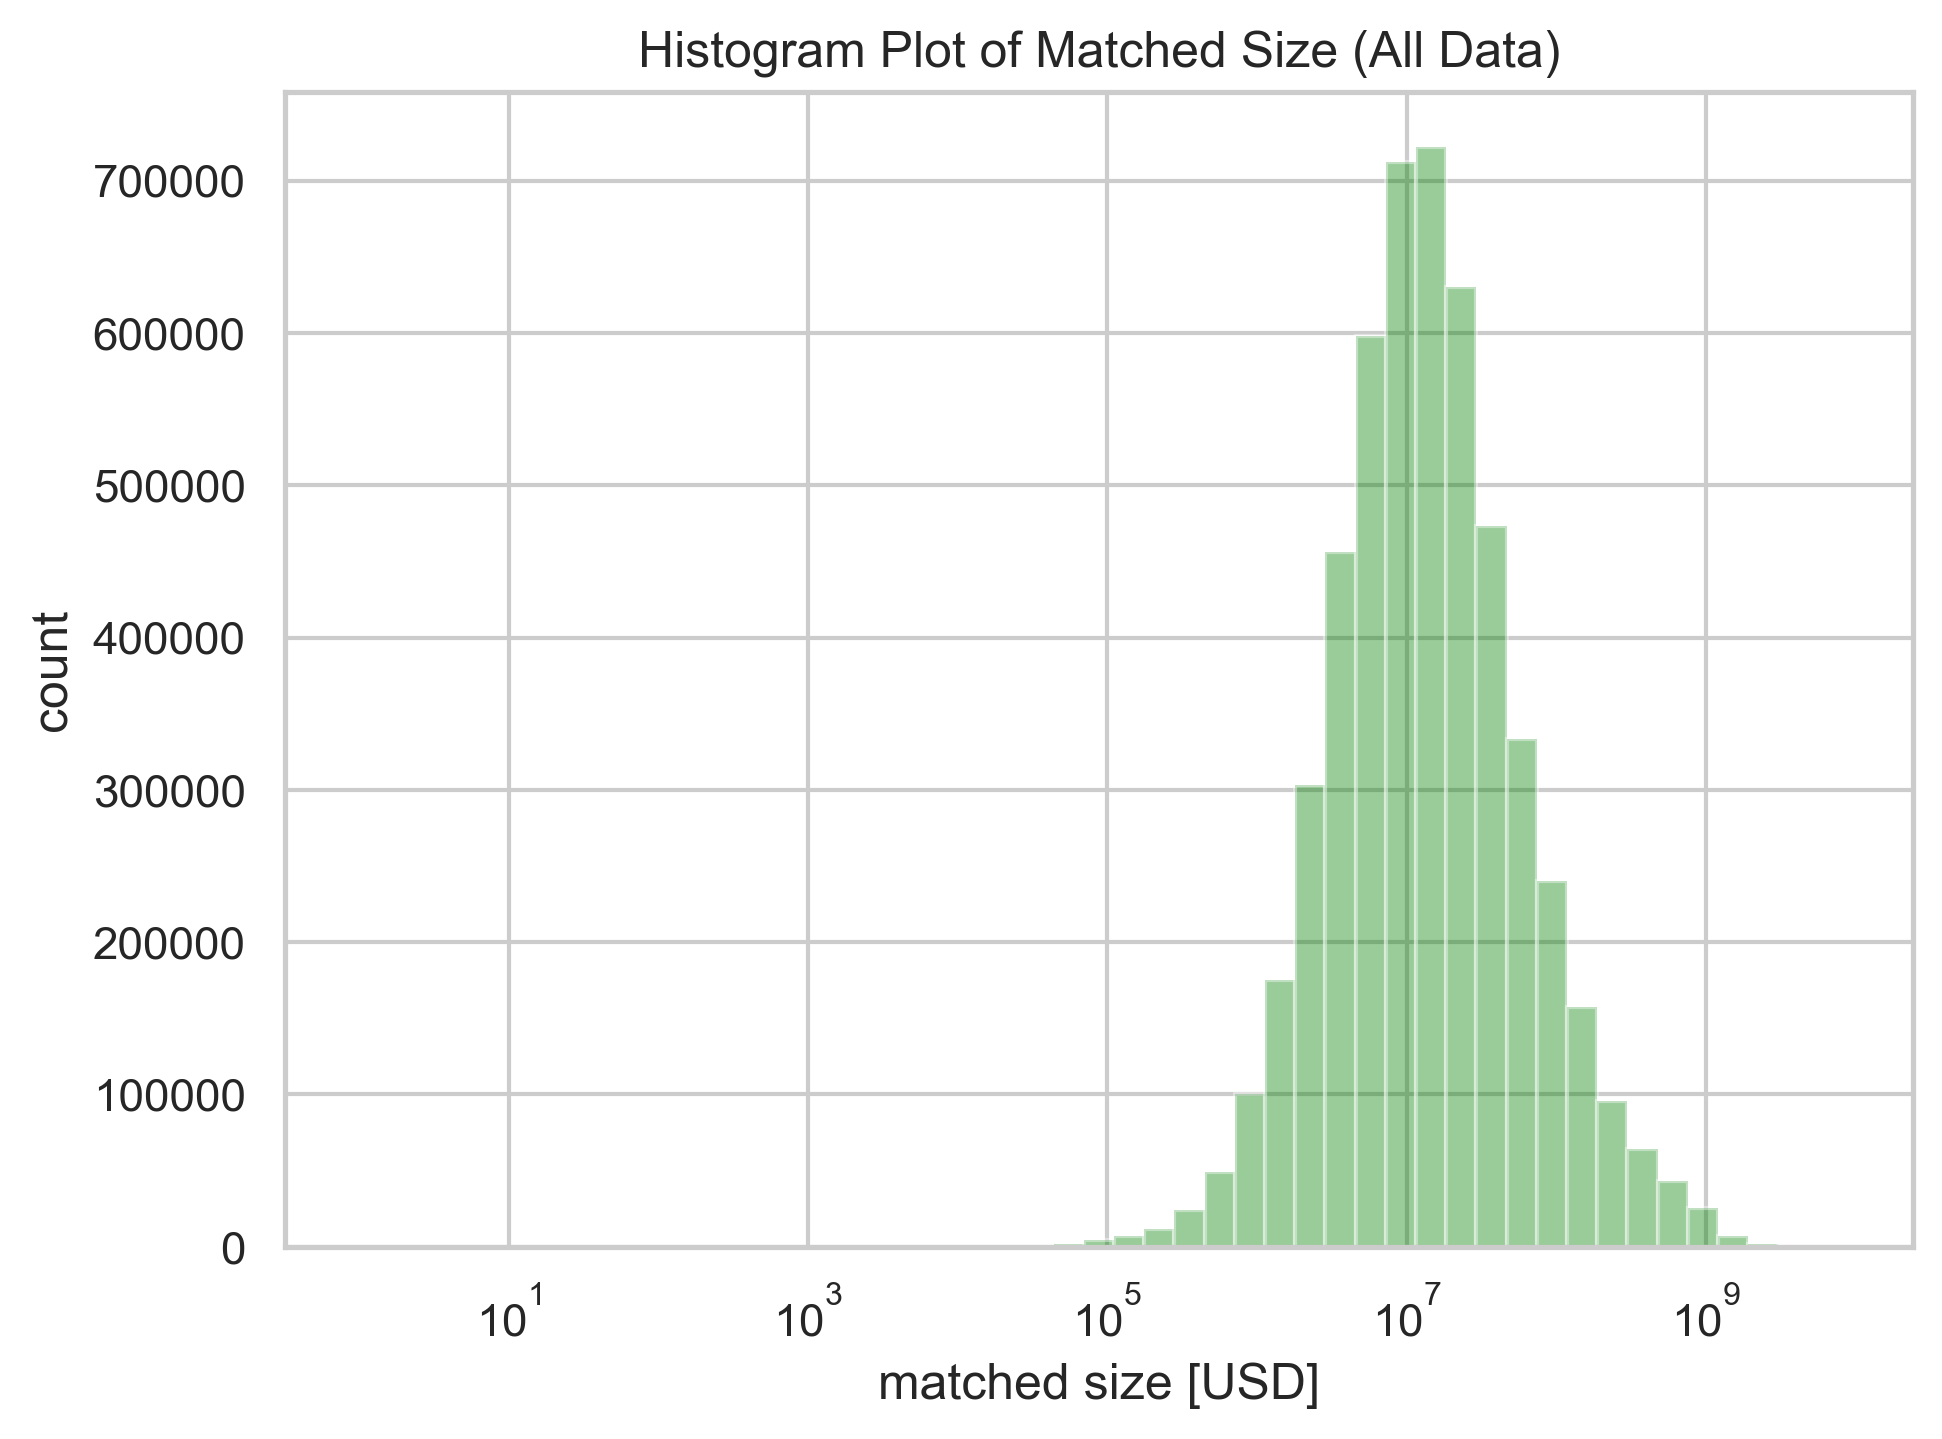 Histogram Plot of Matched Size (All Data)
700000
600000
500000
400000
300000
200000
100000
0
count
10^1 10^3 10^5 10^7 10^9
matched size [USD]